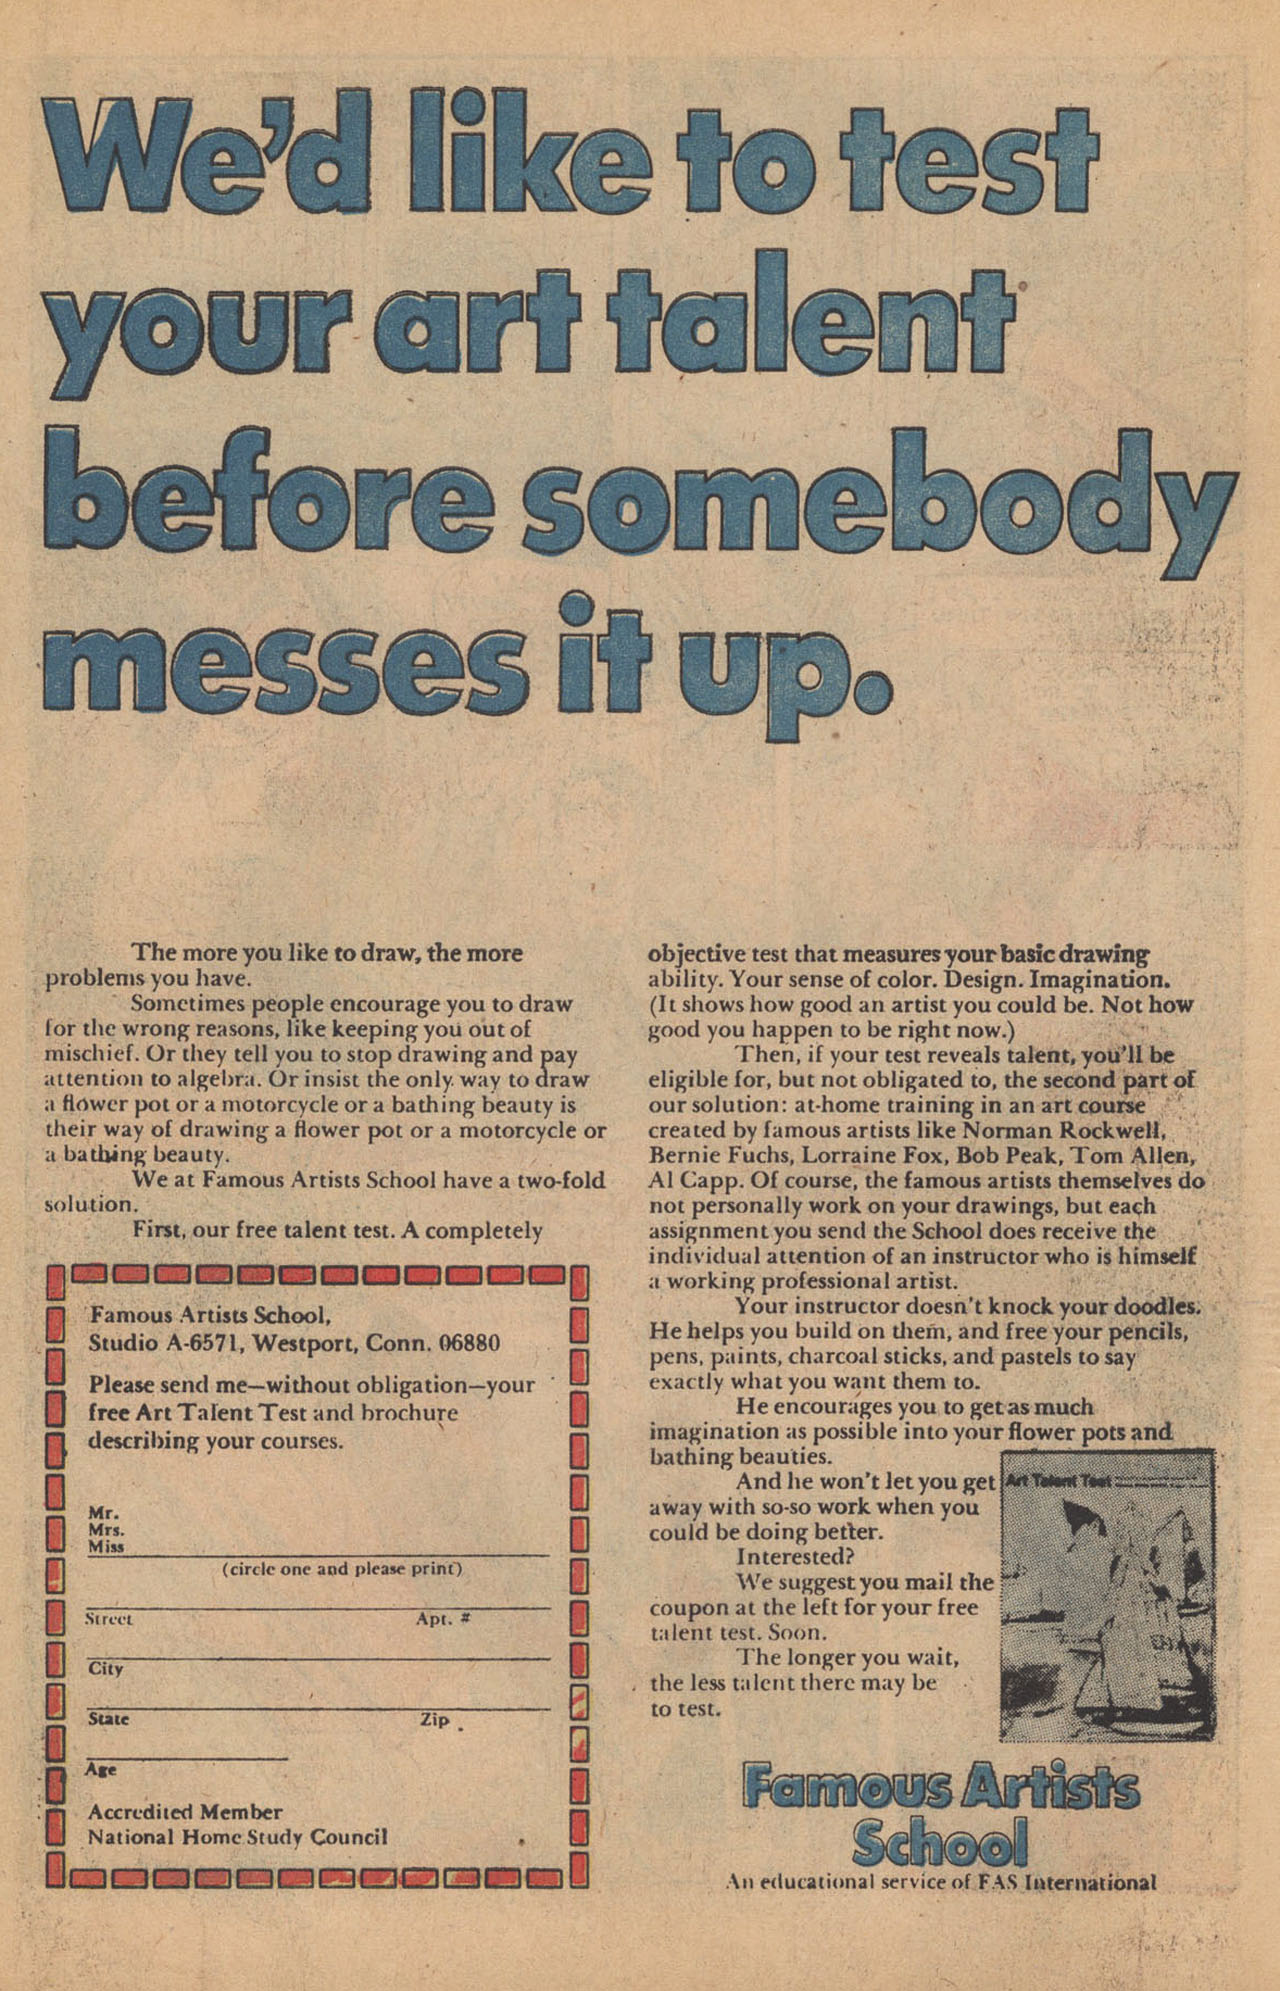 We'd like to test
your art talent
before somebody
messes it up.
The more you like to draw, the more
problems you have.
Sometimes people encourage you to draw
for the wrong reasons, like keeping you out of
mischief. Or they tell you to stop drawing and pay
attention to algebra. Or insist the only way to draw
a flower pot or a motorcycle or a bathing beauty is
their way of drawing a flower pot or a motorcycle or
a bathing beauty.
We at Famous Artists School have a two-fold
solution.
First, our free talent test. A completely
objective test that measures your basic drawing
ability. Your sense of color. Design. Imagination.
(It shows how good an artist you could be. Not how
good you happen to be right now.)
Then, if your test reveals talent, you'll be
eligible for, but not obligated to, the second part of
our solution: at-home training in an art course
created by famous artists like Norman Rockwell,
Bernie Fuchs, Lorraine Fox, Bob Peak, Tom Allen,
Al Capp. Of course, the famous artists themselves do
not personally work on your drawings, but each
assignment you send the School does receive the
individual attention of an instructor who is himself
a working professional artist.
Your instructor doesn't knock your doodles.
He helps you build on them, and free your pencils,
pens, paints, charcoal sticks, and pastels to say
exactly what you want them to.
He encourages you to get as much
imagination as possible into your flower pots and
bathing beauties.
And he won't let you get
away with so-so work when you
could be doing better.
Interested?
We suggest you mail the
coupon at the left for your free
talent test. Soon.
The longer you wait,
the less talent there may be
to test.
Art Talent Test
Famous Artists
School
An educational service of FAS International
Famous Artists School,
Studio A-6571, Westport, Conn. 06880
Please send me—without obligation—your
free Art Talent Test and brochure
describing your courses.
Mr.
Mrs.
Miss
(circle one and please print)
Street Apt. #
City
State Zip
Age
Accredited Member
National Home Study Council